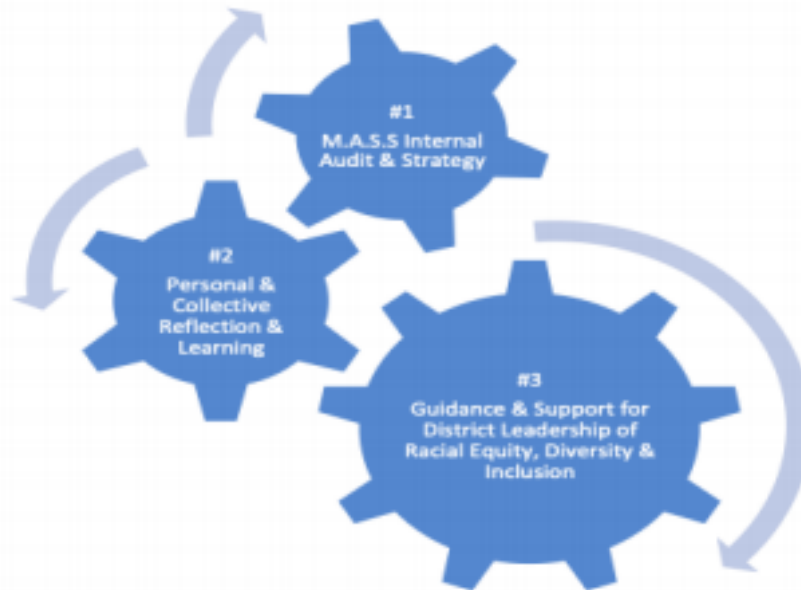 #1
M.A.S.S Internal
Audit & Strategy
#2
Personal &
Collective
Reflection &
Learning
#3
Guidance & Support for
District Leadership of
Racial Equity, Diversity &
Inclusion